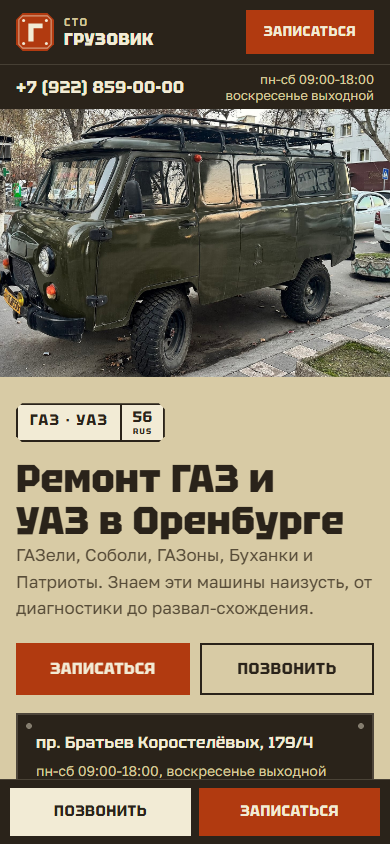 Г
СТО
ГРУЗОВИК
ЗАПИСАТЬСЯ
+7 (922) 859-00-00
пн-сб 09:00-18:00
воскресенье выходной
ГАЗ · УАЗ
56
RUS
Ремонт ГАЗ и
УАЗ в Оренбурге
ГАЗели, Соболи, ГАЗоны, Буханки и
Патриоты. Знаем эти машины наизусть, от
диагностики до развал-схождения.
ЗАПИСАТЬСЯ
ПОЗВОНИТЬ
пр. Братьев Коростелёвых, 179/4
пн-сб 09:00-18:00, воскресенье выходной
ПОЗВОНИТЬ
ЗАПИСАТЬСЯ